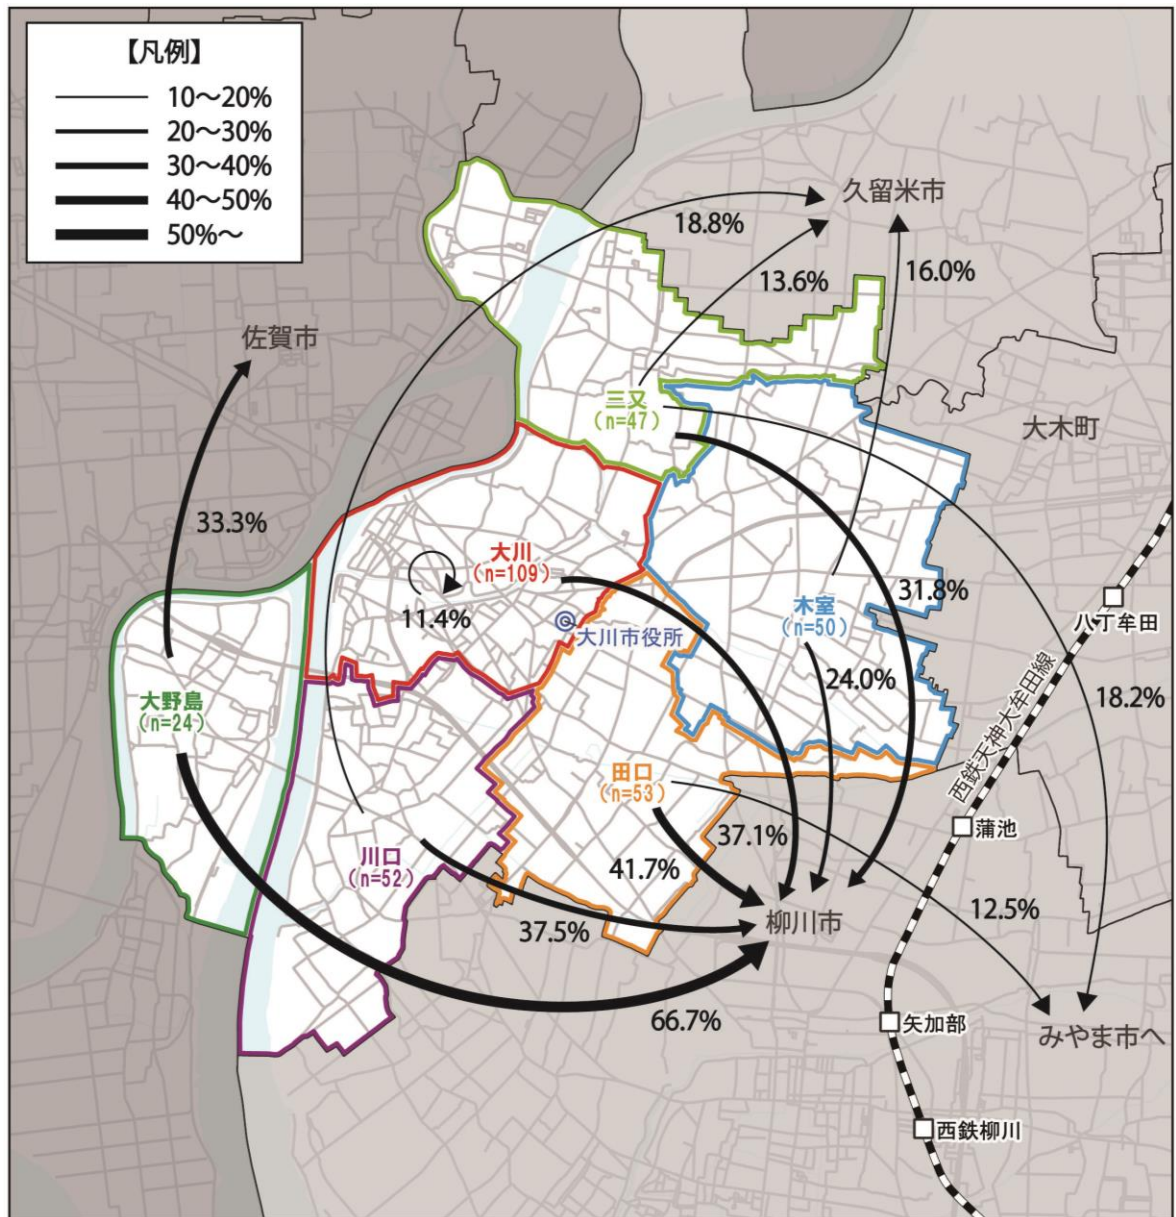 【凡例】
10～20%
20～30%
30～40%
40～50%
50%～
久留米市
18.8%
13.6%
16.0%
佐賀市
三又
(n=47)
大木町
33.3%
大川
(n=109)
11.4%
大川市役所
木室
(n=50)
31.8%
八丁牟田
24.0%
西鉄天神大牟田線
18.2%
大野島
(n=24)
田口
(n=53)
蒲池
37.1%
川口
(n=52)
41.7%
12.5%
柳川市
37.5%
66.7%
矢加部
みやま市へ
西鉄柳川